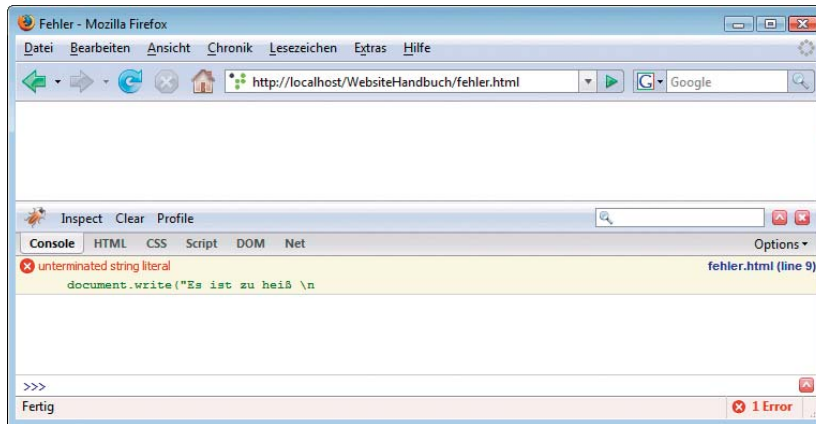 Fehler - Mozilla Firefox
Datei Bearbeiten Ansicht Chronik Lesezeichen Extras Hilfe
http://localhost/WebsiteHandbuch/fehler.html G Google
Inspect Clear Profile
Console HTML CSS Script DOM Net Options
unterminated string literal fehler.html (line 9)
document.write("Es ist zu heiß \n
>>>
Fertig 1 Error